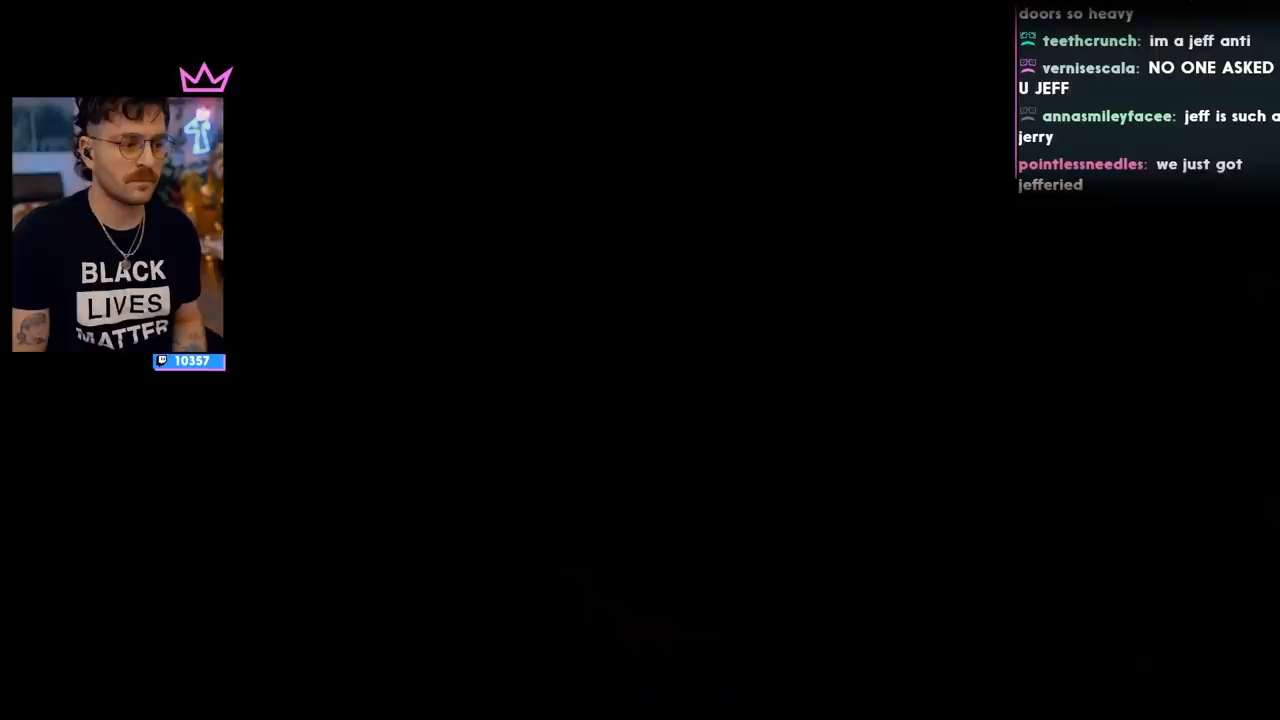 doors so heavy
teethcrunch: im a jeff anti
vernisescala: NO ONE ASKED
U JEFF
annasmileyfacee: jeff is such a
jerry
pointlessneedles: we just got
jefferied
BLACK
LIVES
MATTER
10357